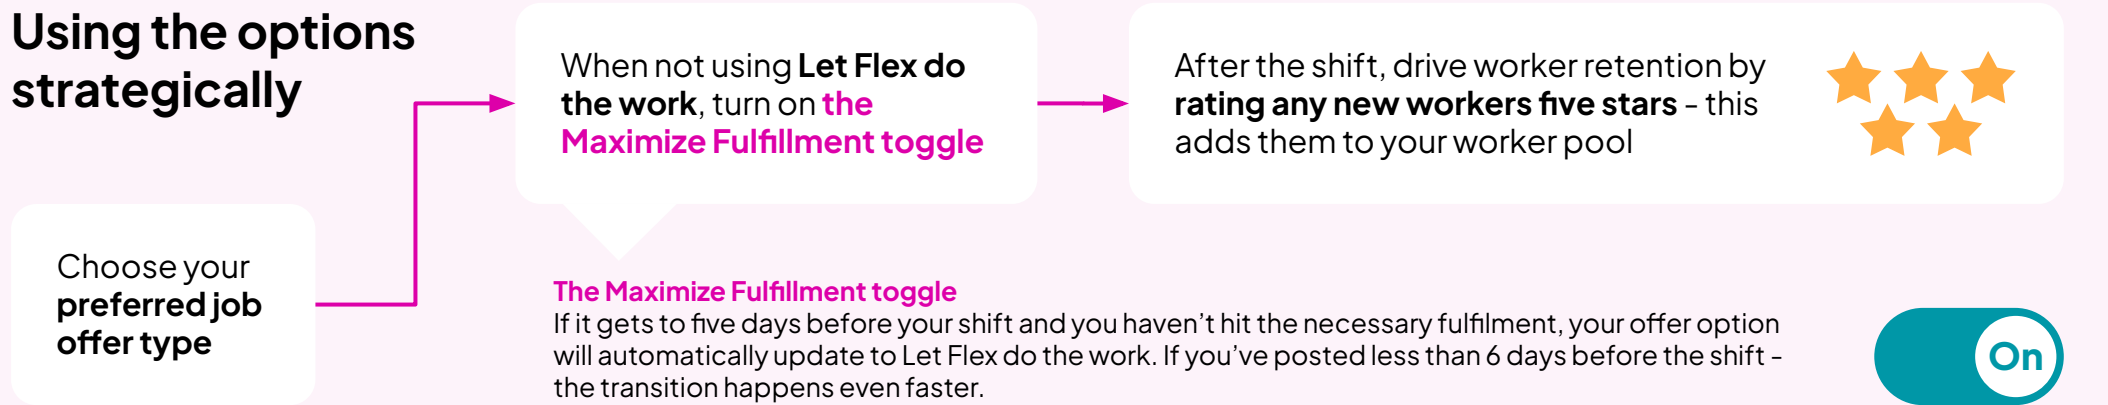 Using the options
strategically
Choose your
preferred job
offer type
When not using Let Flex do
the work, turn on the
Maximize Fulfillment toggle
After the shift, drive worker retention by
rating any new workers five stars - this
adds them to your worker pool
The Maximize Fulfillment toggle
If it gets to five days before your shift and you haven't hit the necessary fulfilment, your offer option
will automatically update to Let Flex do the work. If you've posted less than 6 days before the shift -
the transition happens even faster.
On